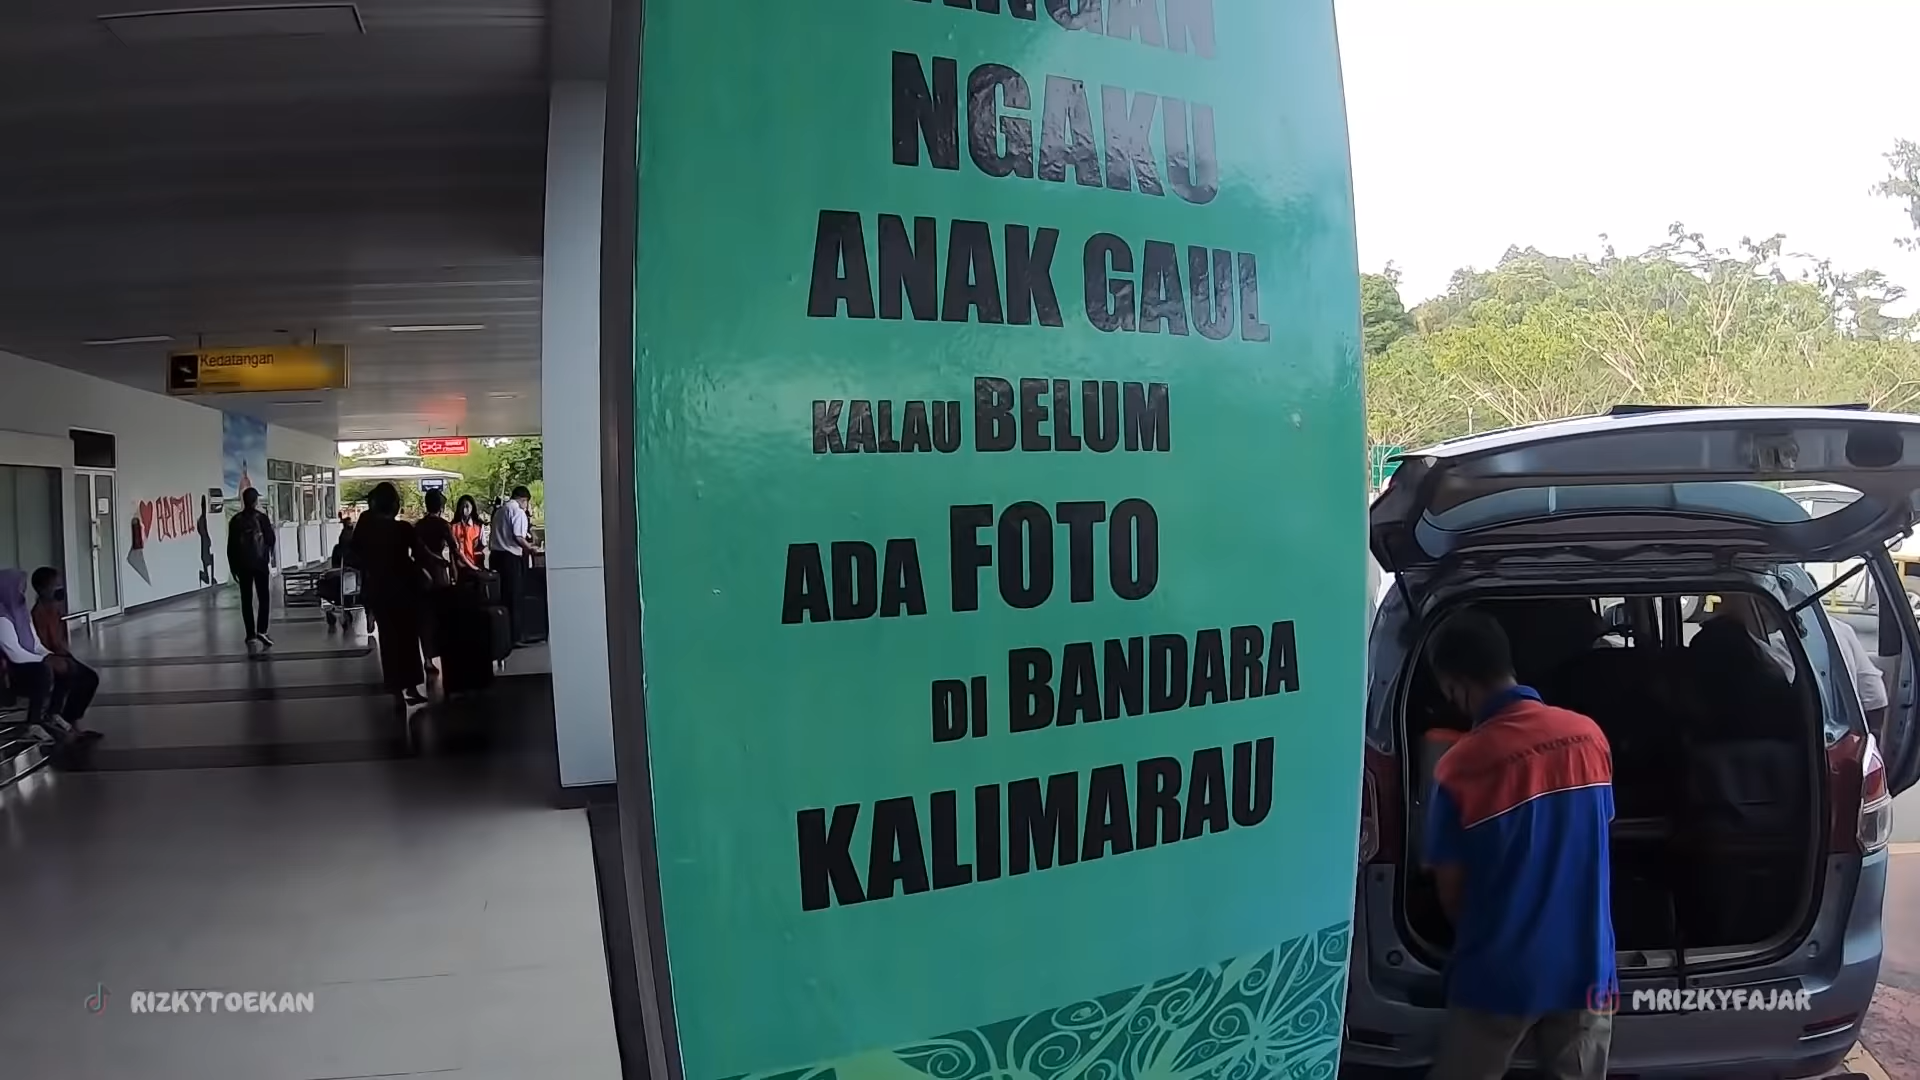 NGAKU
ANAK GAUL
KALAU BELUM
ADA FOTO
DI BANDARA
KALIMARAU
Kedatangan
RIZKYTOEKAN
MRIZKYFAJAR